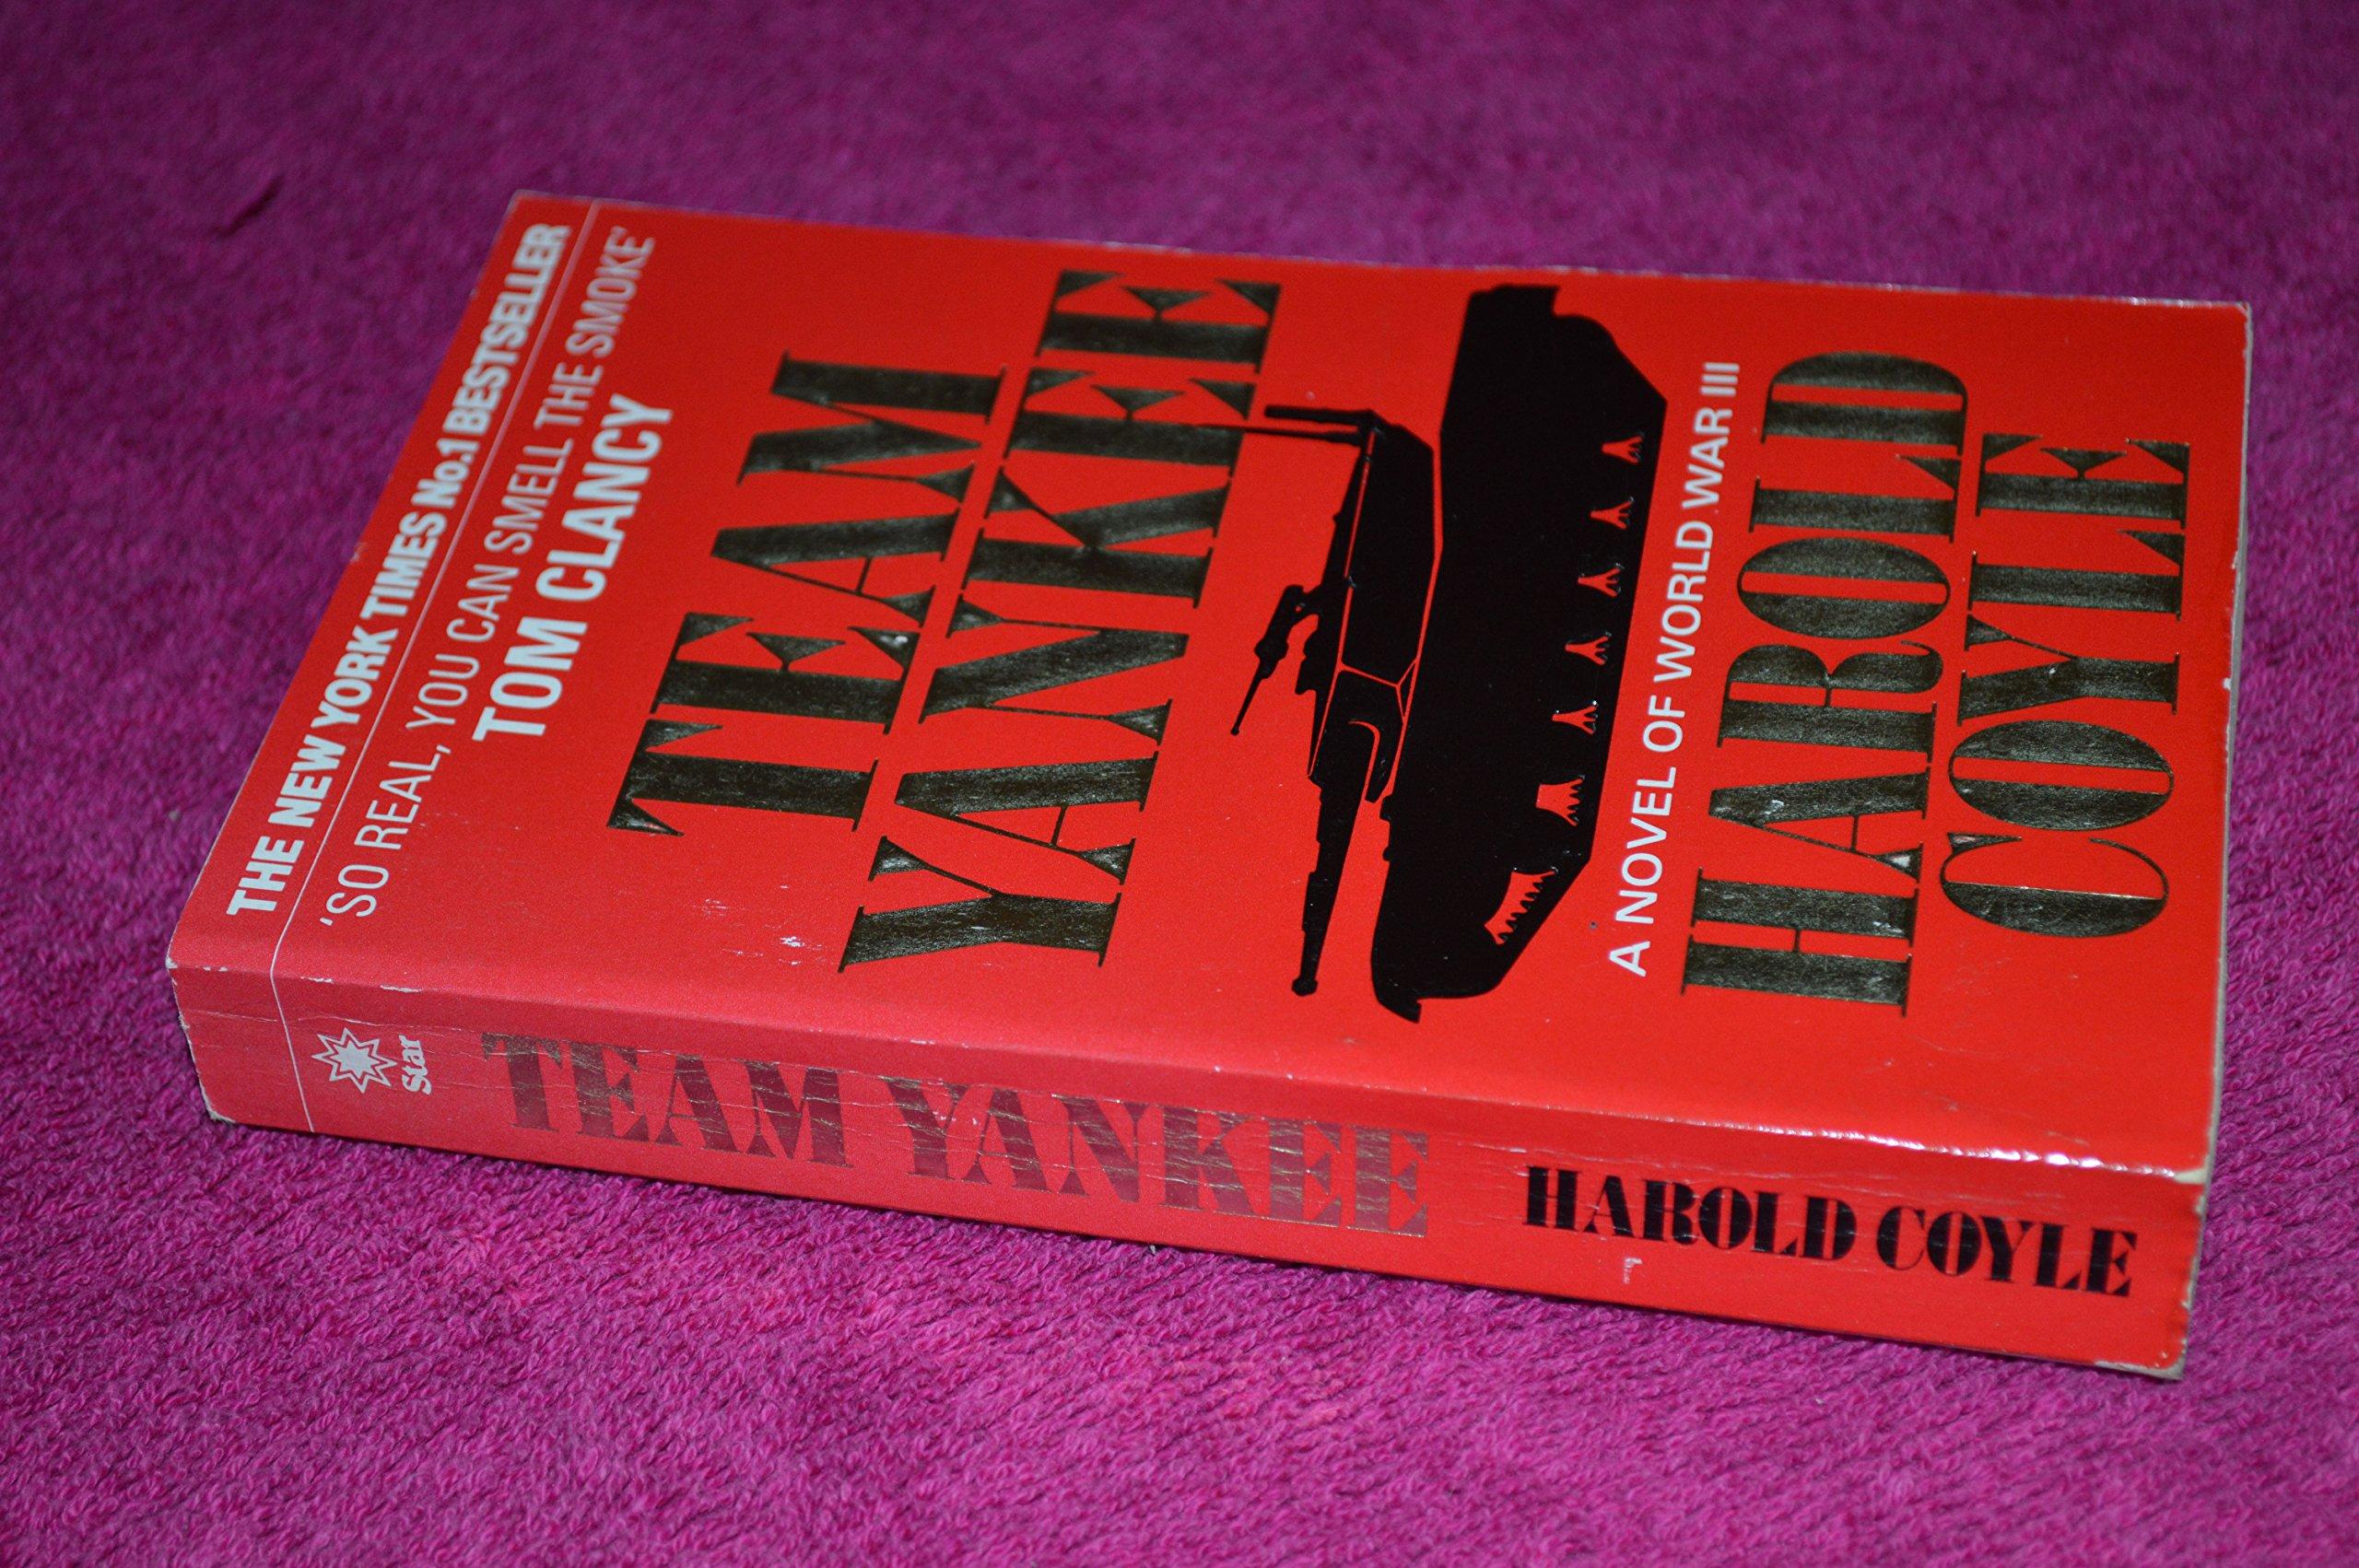 THE NEW YORK TIMES No.1 BESTSELLER
'SO REAL, YOU CAN SMELL THE SMOKE'
TOM CLANCY
TEAM
YANKEE
A NOVEL OF WORLD WAR III
HAROLD
COYLE
Star
TEAM YANKEE
HAROLD COYLE